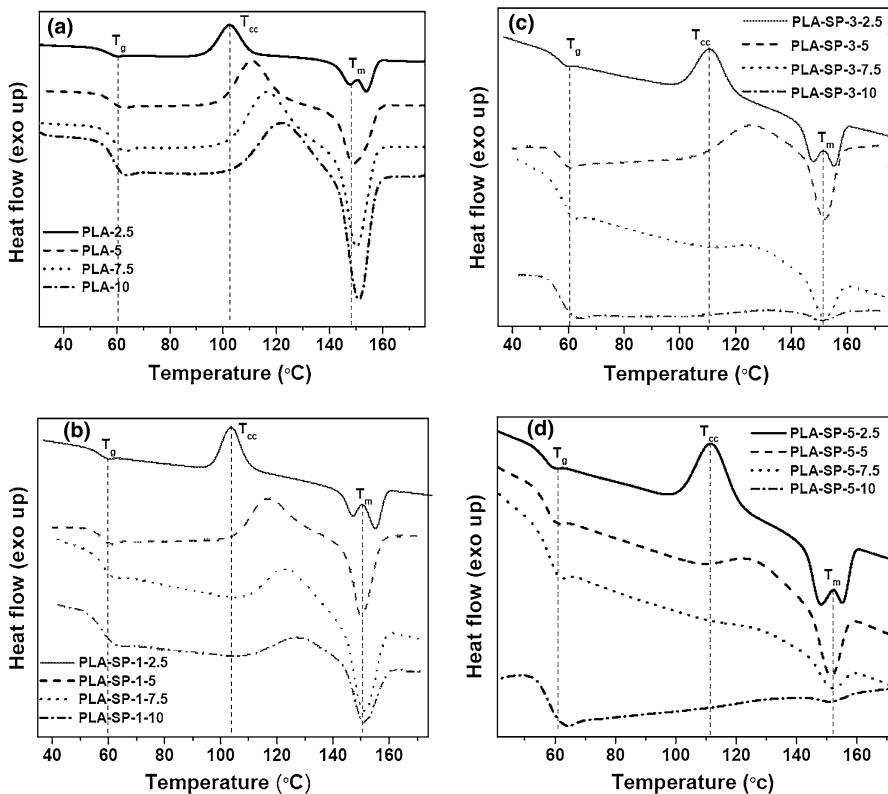 (a)
Tg
Tcc
Tm
PLA-2.5
PLA-5
PLA-7.5
PLA-10
Heat flow (exo up)
40 60 80 100 120 140 160
Temperature (°C)
(c)
Tg
Tcc
Tm
PLA-SP-3-2.5
PLA-SP-3-5
PLA-SP-3-7.5
PLA-SP-3-10
Heat flow (exo up)
40 60 80 100 120 140 160
Temperature (°C)
(b)
Tg
Tcc
Tm
PLA-SP-1-2.5
PLA-SP-1-5
PLA-SP-1-7.5
PLA-SP-1-10
Heat flow (exo up)
40 60 80 100 120 140 160
Temperature (°C)
(d)
Tg
Tcc
Tm
PLA-SP-5-2.5
PLA-SP-5-5
PLA-SP-5-7.5
PLA-SP-5-10
Heat flow (exo up)
40 60 80 100 120 140 160
Temperature (°c)